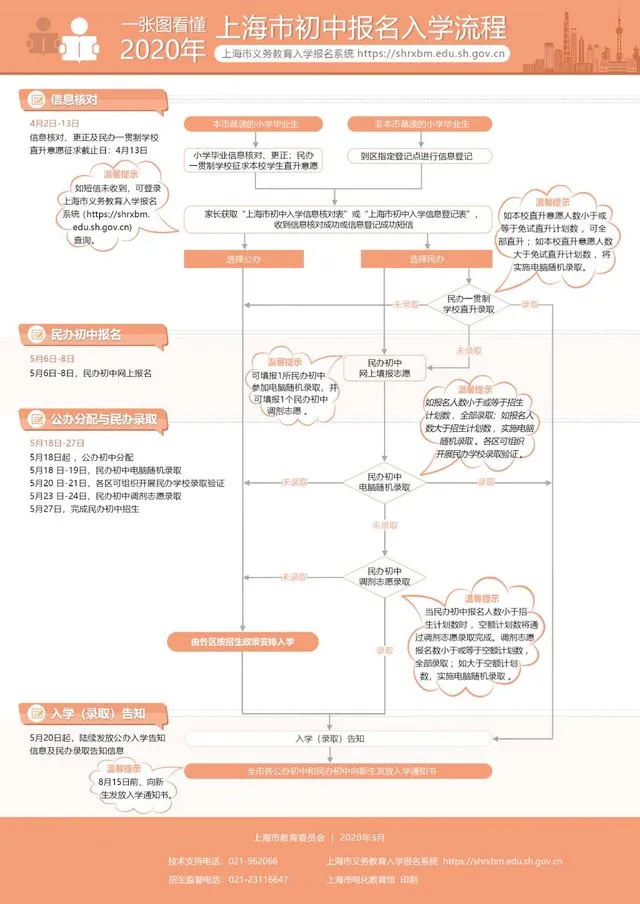 一张图看懂
2020年
上海市初中报名入学流程
上海市义务教育入学报名系统 https://shrxbm.edu.sh.gov.cn
信息核对
4月2日-13日
信息核对、更正及民办一贯制学校
直升意愿征求截止日：4月13日
温馨提示
如短信未收到，可登录
上海市义务教育入学报名
系统 (https://shrxbm.
edu.sh.gov.cn)
查询。
本市就读的小学毕业生
非本市就读的小学毕业生
小学毕业信息核对、更正；民办
一贯制学校征求本校学生直升意愿
到区指定登记点进行信息登记
家长获取“上海市初中入学信息核对表”或“上海市初中入学信息登记表”，
收到信息核对成功或信息登记成功短信
温馨提示
如本校直升意愿人数小于或
等于免试直升计划数，可全
部直升；如本校直升意愿人数
大于免试直升计划数，将
实施电脑随机录取。
选择公办
选择民办
民办一贯制
学校直升录取
未录取
录取
未录取
民办初中报名
5月6日-8日
5月6日-8日，民办初中网上报名
温馨提示
可填报1所民办初中
参加电脑随机录取，并
可填报1个民办初中
调剂志愿 。
民办初中
网上填报志愿
温馨提示
如报名人数小于或等于招生
计划数，全部录取；如报名
人数大于招生计划数，实施电脑
随机录取 。各区可组织
开展民办学校录取验证 。
公办分配与民办录取
5月18日-27日
5月18日起 ，公办初中分配
5月18 日-19日，民办初中电脑随机录取
5月20 日-21日，各区可组织开展民办学校录取验证
5月23 日-24日，民办初中调剂志愿录取
5月27日，完成民办初中招生
民办初中
电脑随机录取
未录取
录取
未录取
民办初中
调剂志愿录取
未录取
录取
温馨提示
当民办初中报名人数小于招
生计划数时 ，空额计划数将通
过调剂志愿录取完成。调剂志愿
报名数小于或等于空额计划数，
全部录取；如大于空额计划
数，实施电脑随机录取 。
由各区按招生政策安排入学
入学（录取）告知
5月20日起，陆续发放公办入学告知
信息及民办录取告知信息
入学（录取）告知
温馨提示
8月15日前，向新
生发放入学通知书。
全市各公办初中和民办初中向新生发放入学通知书
上海市教育委员会 | 2020年3月
技术支持电话：021-962066
上海市义务教育入学报名系统 https://shrxbm.edu.sh.gov.cn
招生监督电话：021-23116647
上海市电化教育馆 印制